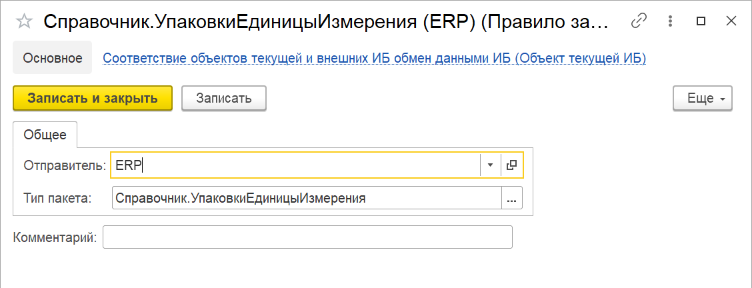 Справочник.УпаковкиЕдиницыИзмерения (ERP) (Правило за...
Основное Соответствие объектов текущей и внешних ИБ обмен данными ИБ (Объект текущей ИБ)
Записать и закрыть Записать Еще
Общее
Отправитель: ERP
Тип пакета: Справочник.УпаковкиЕдиницыИзмерения ...
Комментарий: